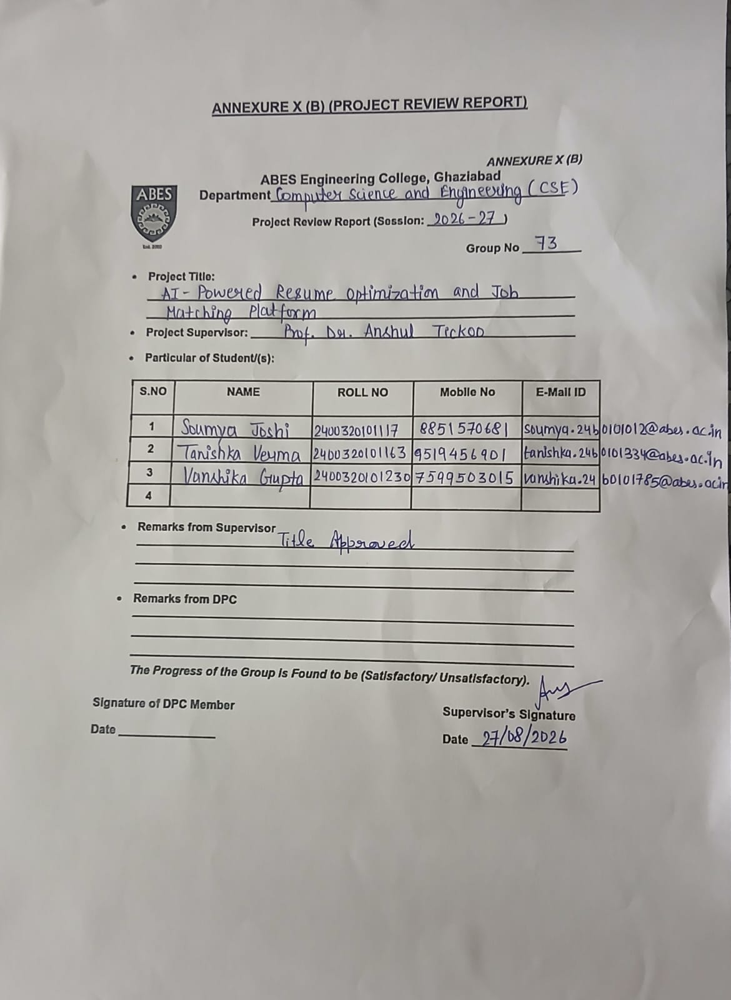 ANNEXURE X (B) (PROJECT REVIEW REPORT)
ANNEXURE X (B)
ABES Engineering College, Ghaziabad
ABES
Estd. 2000
Department Computer Science and Engineering (CSE)
Project Review Report (Session: 2026-27)
Group No 73
• Project Title:
AI-Powered Resume Optimization and Job
Matching Platform
• Project Supervisor: Prof. Dr. Anshul Tickoo
• Particular of Student/(s):
S.NO NAME ROLL NO Mobile No E-Mail ID
1 Soumya Joshi 2400320101117 8851570681 soumya.24b0101012@abes.ac.in
2 Tanishka Verma 2400320101163 9519456901 tanishka.24b0101334@abes.ac.in
3 Vanshika Gupta 2400320101230 7599503015 vanshika.24b0101785@abes.ac.in
4
• Remarks from Supervisor
Title Approved
• Remarks from DPC
The Progress of the Group is Found to be (Satisfactory/ Unsatisfactory).
Signature of DPC Member
Supervisor's Signature
Date
Date 27/08/2026